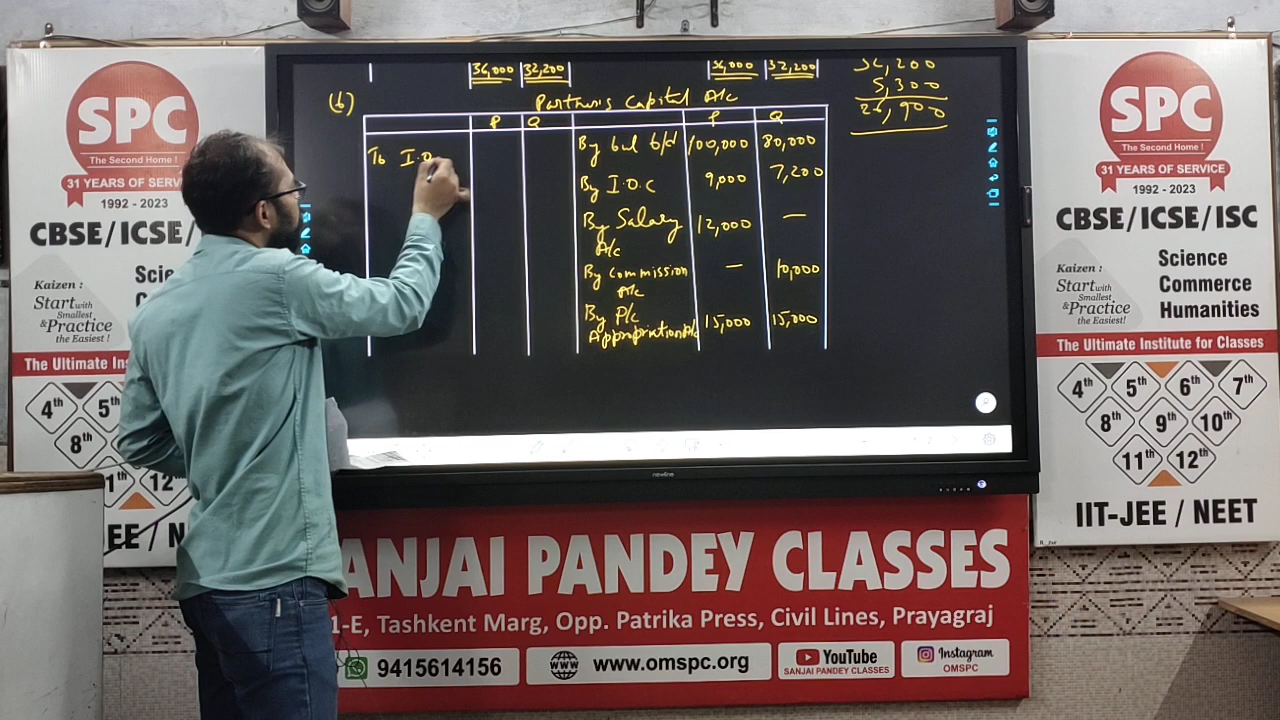 SPC
The Second Home !
31 YEARS OF SERV
1992 - 2023
CBSE/ICSE/
Kaizen :
Start with
Smallest
&Practice
the Easiest !
Scie
The Ultimate Ins
4th 5th
8th
11th 12th
EE / N
36,000 32,200 36,000 32,200
5,300
26,900
(b) Partners Capital A/c
P Q P Q
To I.O
By bal b/d 100,000 80,000
By I.O.C 9,000 7,200
By Salary A/c 12,000 —
By Commission A/c — 10,000
By P/L Appropriation A/c 15,000 15,000
newline
SPC
The Second Home !
31 YEARS OF SERVICE
1992 - 2023
CBSE/ICSE/ISC
Kaizen :
Start with
Smallest
&Practice
the Easiest!
Science
Commerce
Humanities
The Ultimate Institute for Classes
4th 5th 6th 7th
8th 9th 10th
11th 12th
IIT-JEE / NEET
ANJAI PANDEY CLASSES
1-E, Tashkent Marg, Opp. Patrika Press, Civil Lines, Prayagraj
9415614156
www.omspc.org
YouTube
SANJAI PANDEY CLASSES
Instagram
OMSPC